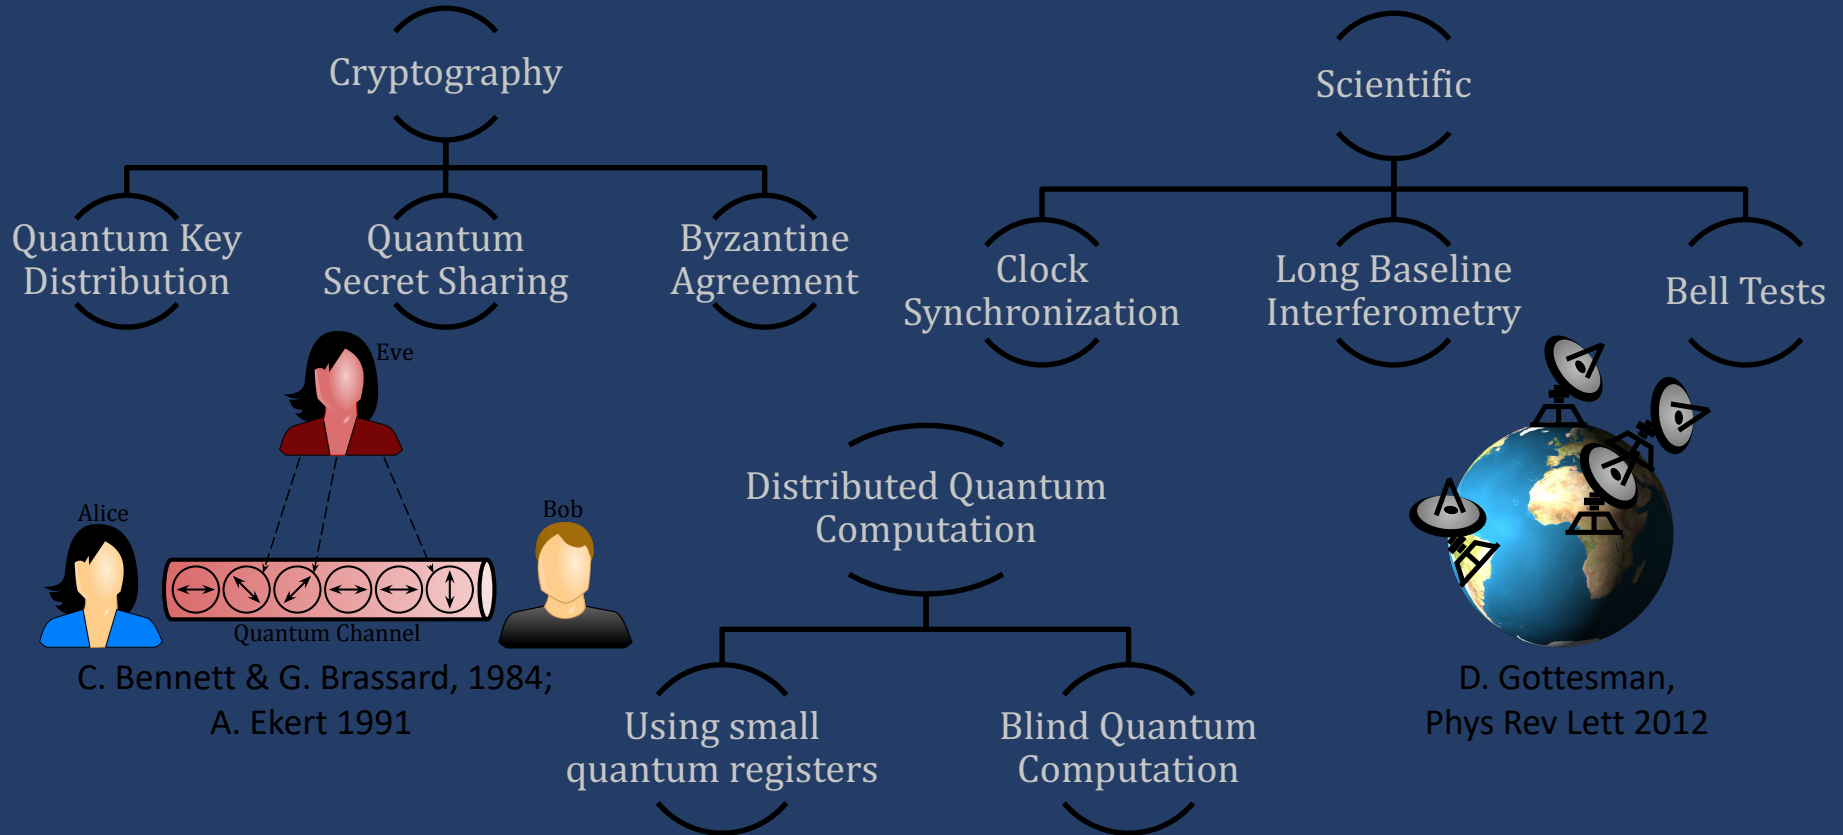 Cryptography
Quantum Key
Distribution
Quantum
Secret Sharing
Byzantine
Agreement
Eve
Alice
Bob
Quantum Channel
C. Bennett & G. Brassard, 1984;
A. Ekert 1991
Scientific
Clock
Synchronization
Long Baseline
Interferometry
Bell Tests
D. Gottesman,
Phys Rev Lett 2012
Distributed Quantum
Computation
Using small
quantum registers
Blind Quantum
Computation